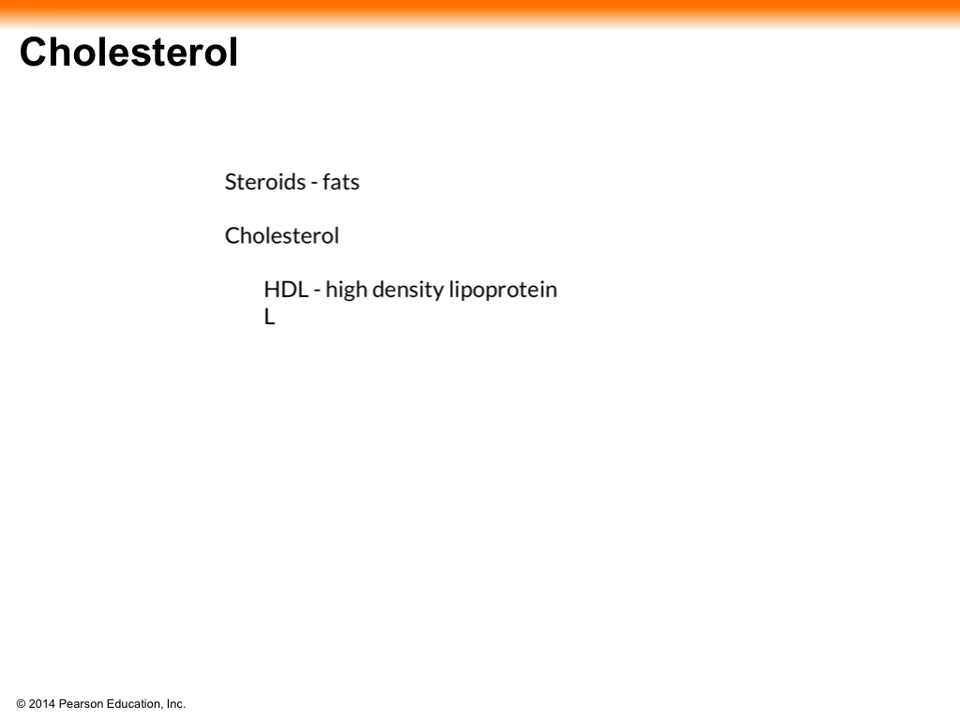 Cholesterol
Steroids - fats
Cholesterol
HDL - high density lipoprotein
L
© 2014 Pearson Education, Inc.